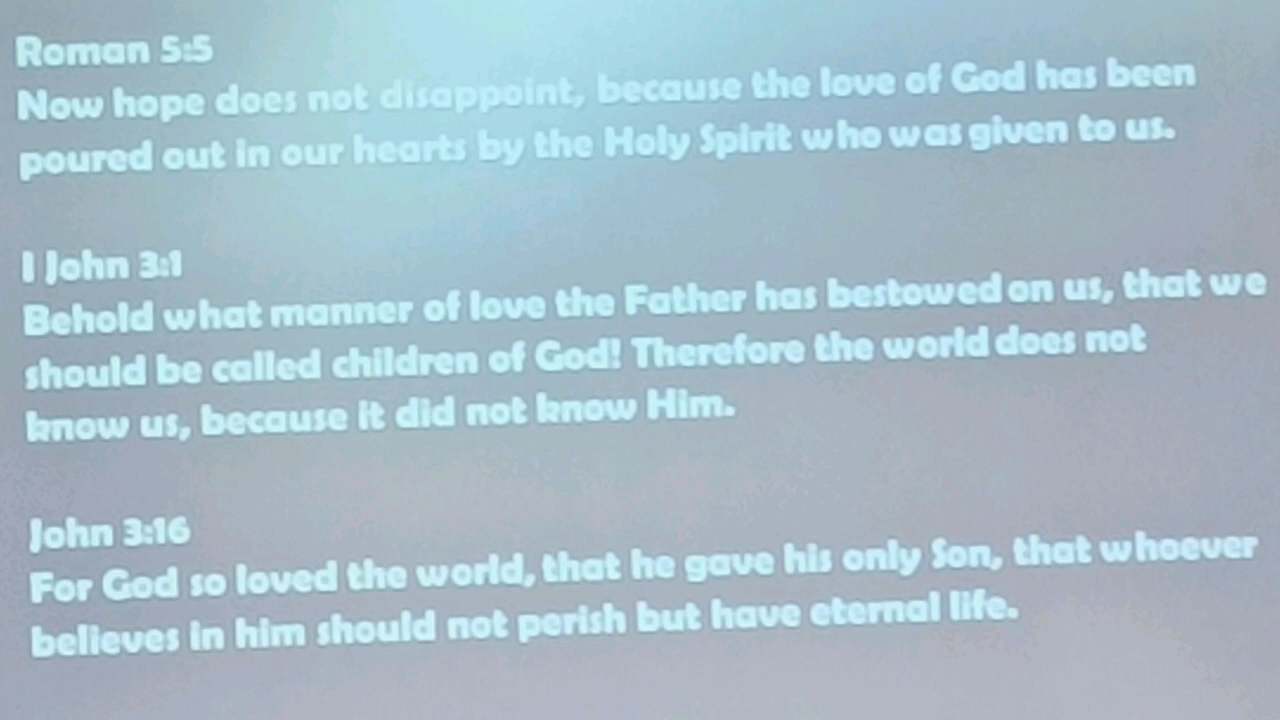 Roman 5:5
Now hope does not disappoint, because the love of God has been
poured out in our hearts by the Holy Spirit who was given to us.
I John 3:1
Behold what manner of love the Father has bestowed on us, that we
should be called children of God! Therefore the world does not
know us, because it did not know Him.
John 3:16
For God so loved the world, that he gave his only Son, that whoever
believes in him should not perish but have eternal life.